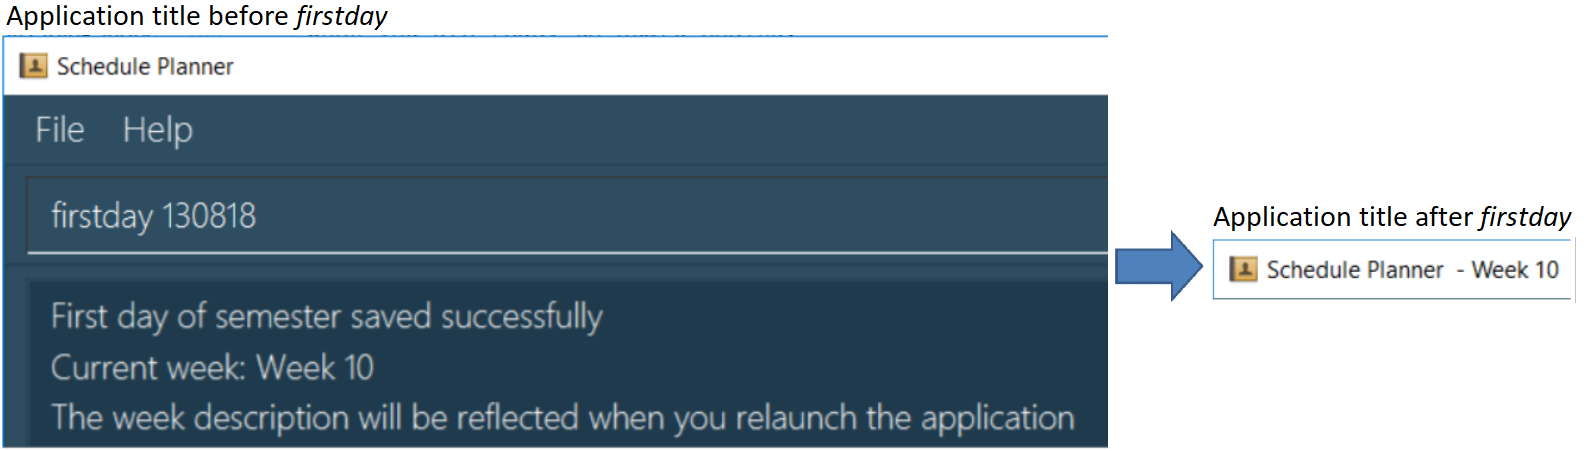 Application title before firstday
Schedule Planner
File Help
firstday 130818
First day of semester saved successfully
Current week: Week 10
The week description will be reflected when you relaunch the application
Application title after firstday
Schedule Planner - Week 10